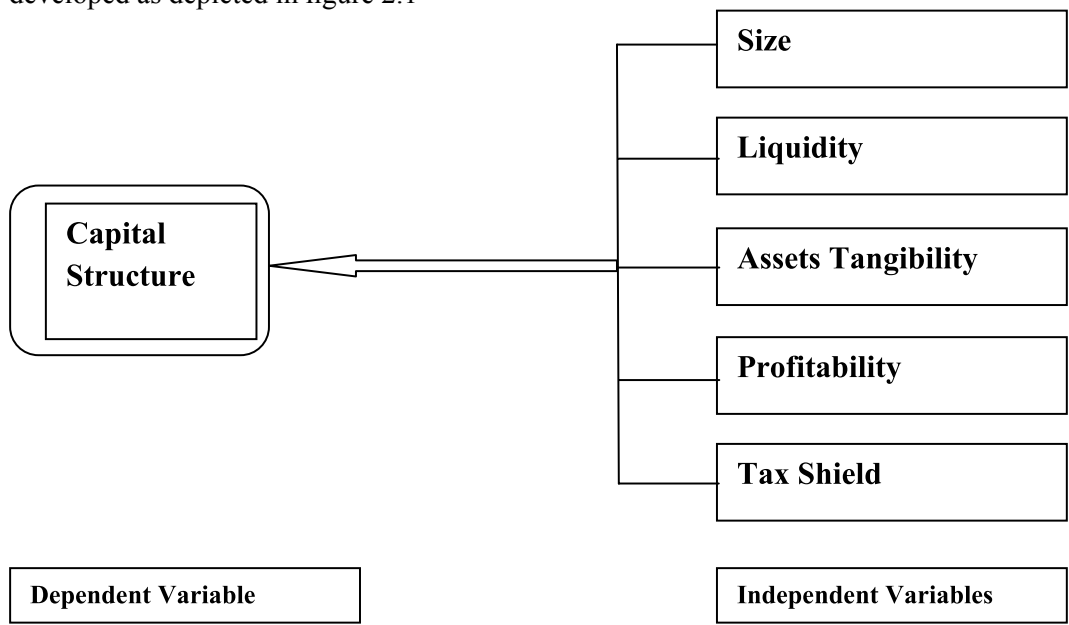 developed as depicted in figure 2.1
Size
Liquidity
Capital
Structure
Assets Tangibility
Profitability
Tax Shield
Dependent Variable
Independent Variables